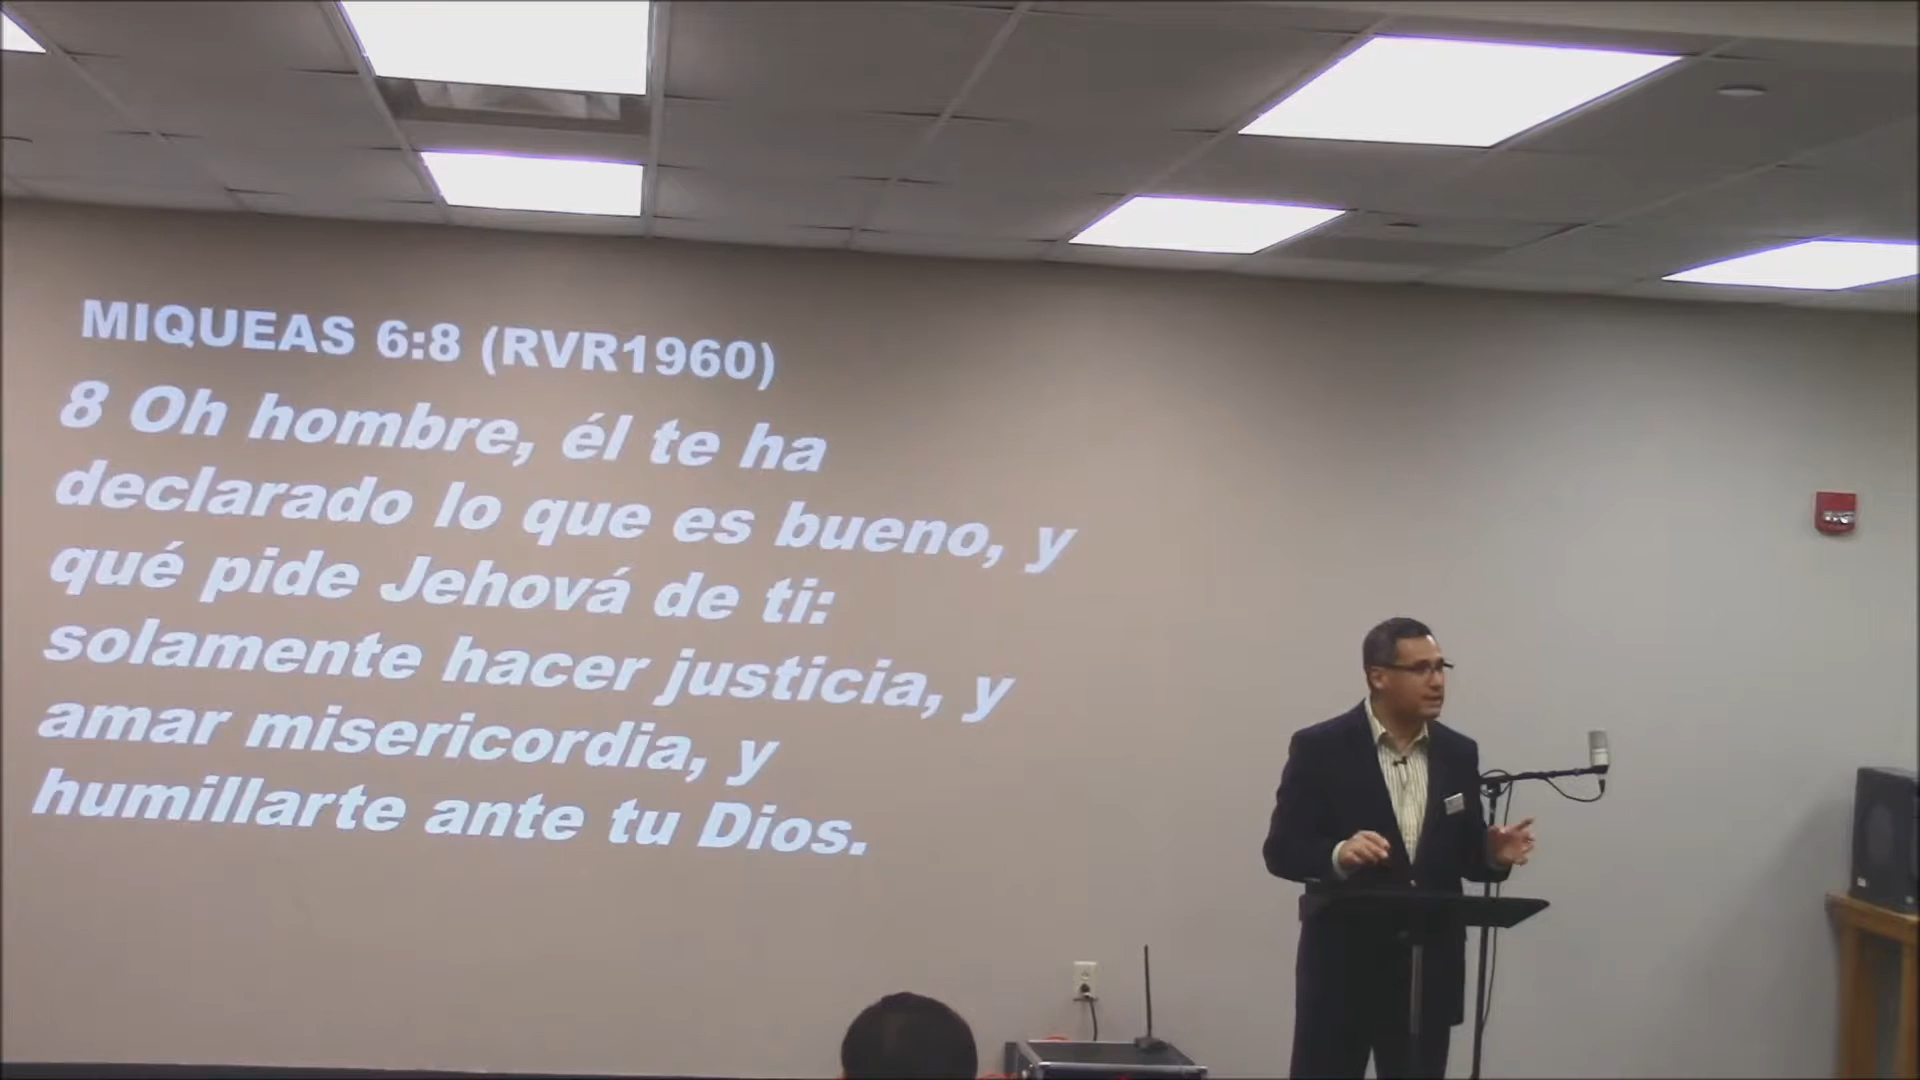 MIQUEAS 6:8 (RVR1960)
8 Oh hombre, él te ha
declarado lo que es bueno, y
qué pide Jehová de ti:
solamente hacer justicia, y
amar misericordia, y
humillarte ante tu Dios.